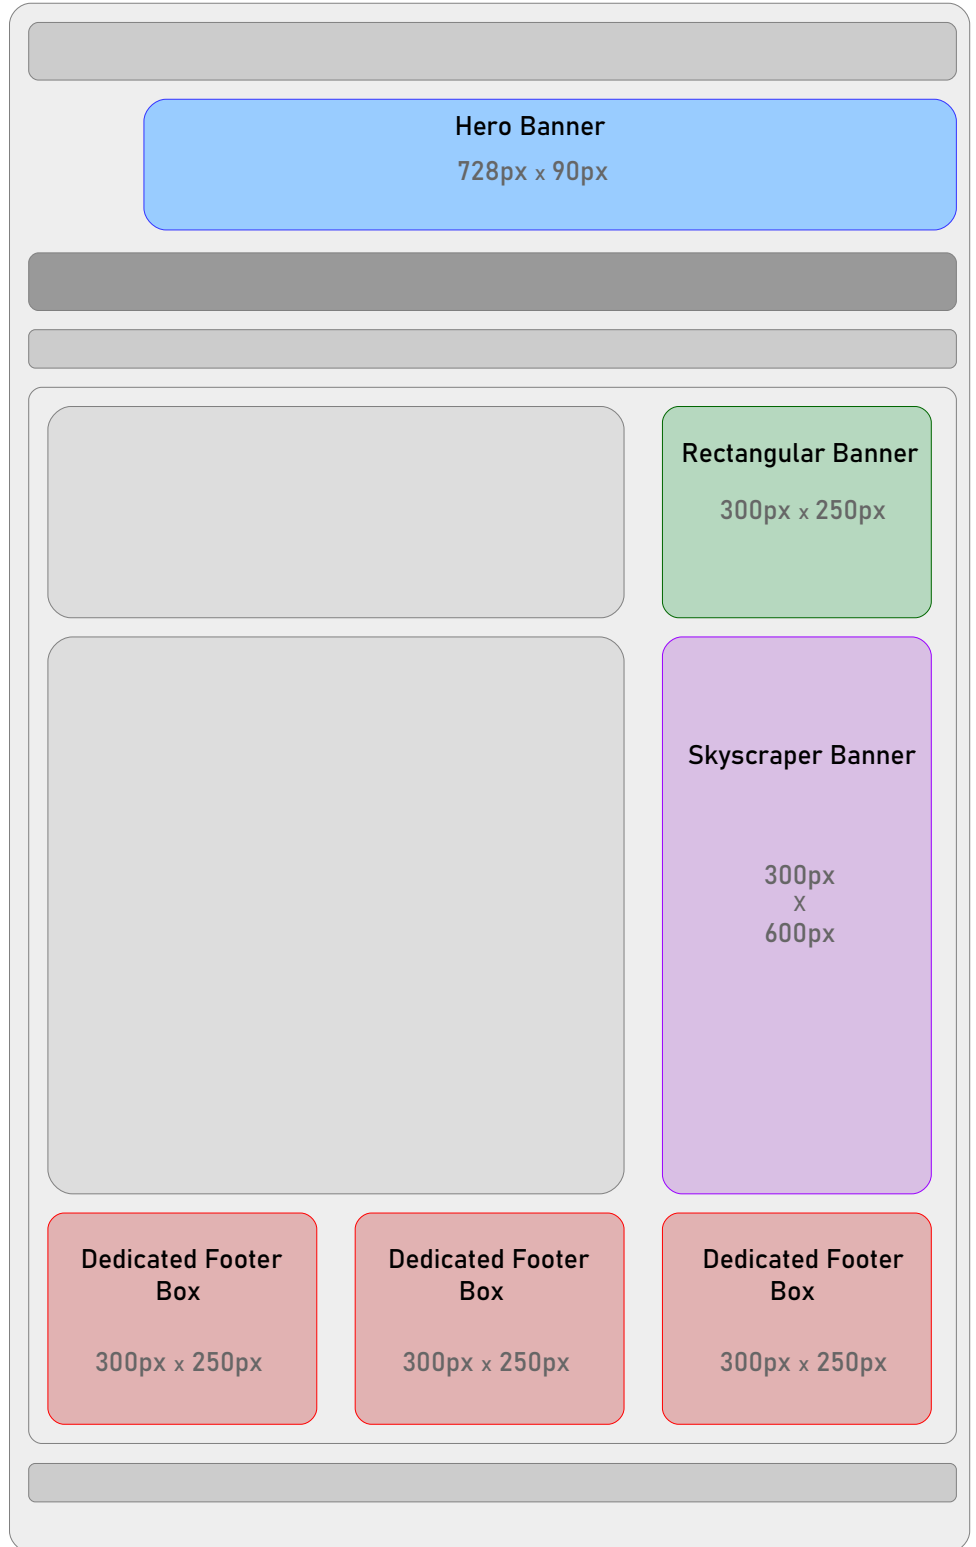 Hero Banner
728px x 90px
Rectangular Banner
300px x 250px
Skyscraper Banner
300px
X
600px
Dedicated Footer
Box
300px x 250px
Dedicated Footer
Box
300px x 250px
Dedicated Footer
Box
300px x 250px